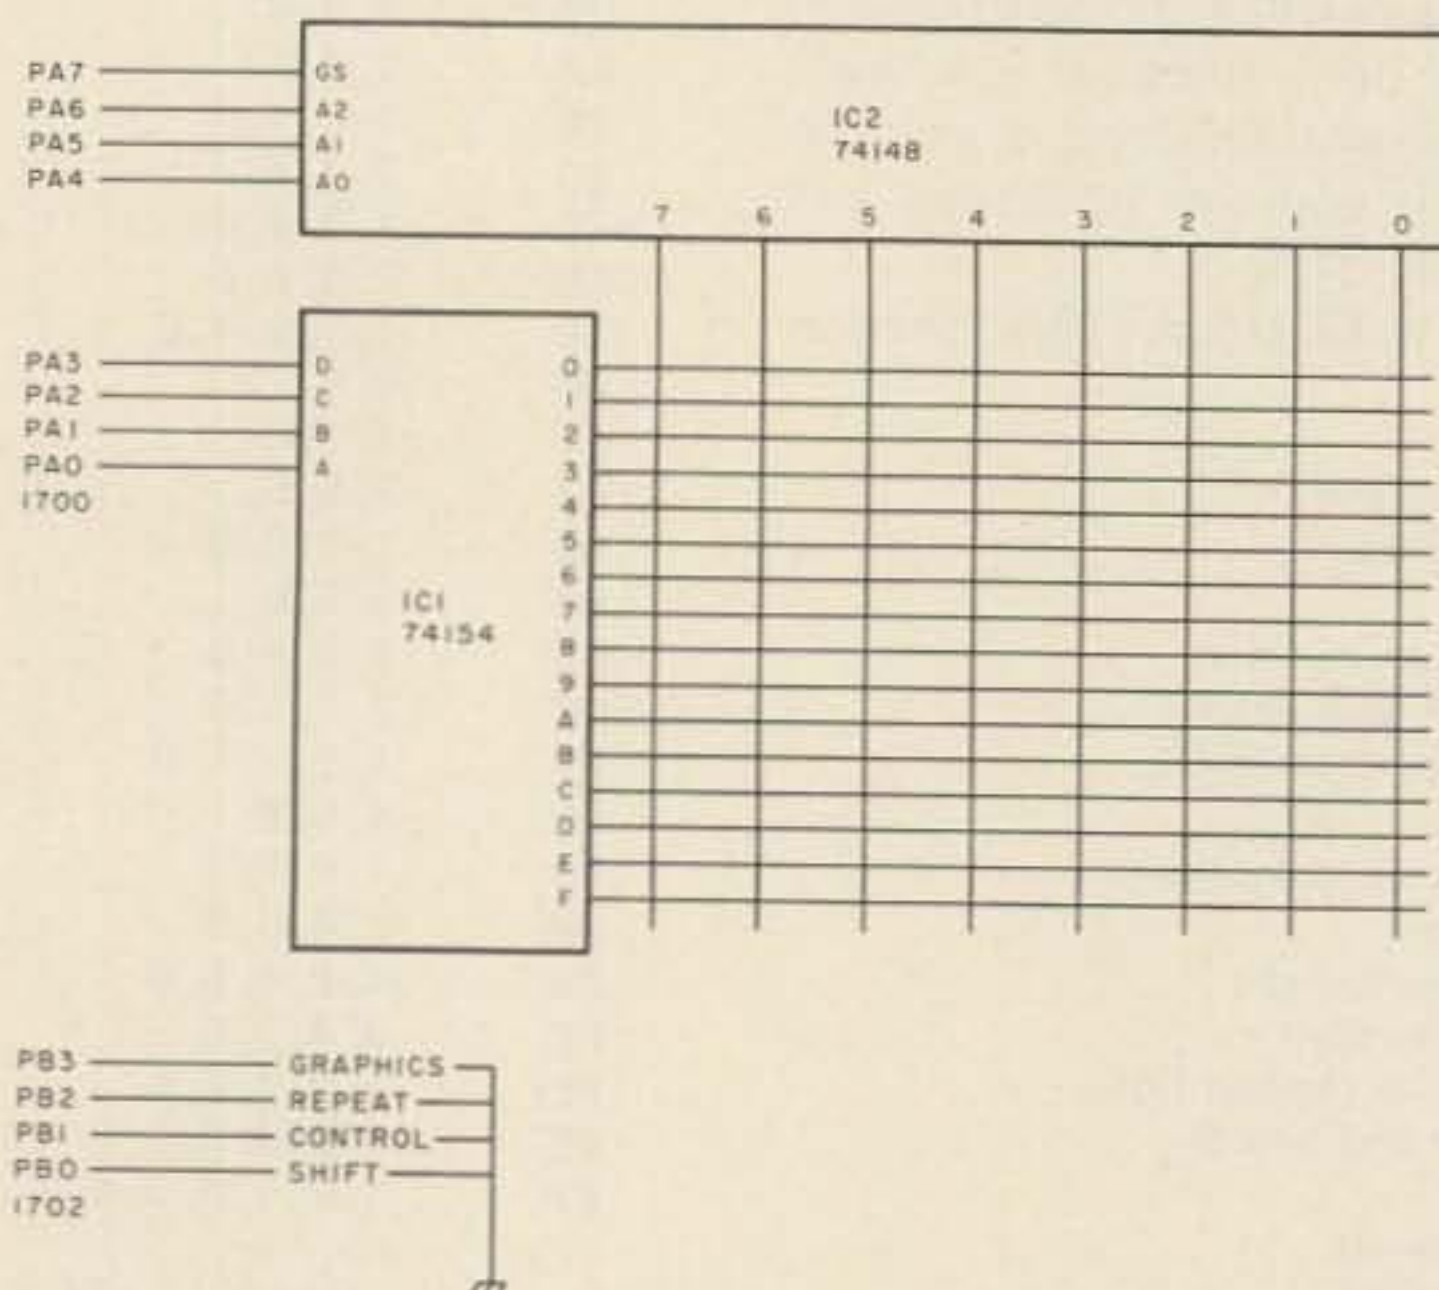 PA7 GS
PA6 A2
PA5 A1
PA4 A0
IC2
74148
7 6 5 4 3 2 1 0
PA3 D
PA2 C
PA1 B
PA0 A
1700
IC1
74154
0
1
2
3
4
5
6
7
8
9
A
B
C
D
E
F
PB3 GRAPHICS
PB2 REPEAT
PB1 CONTROL
PB0 SHIFT
1702